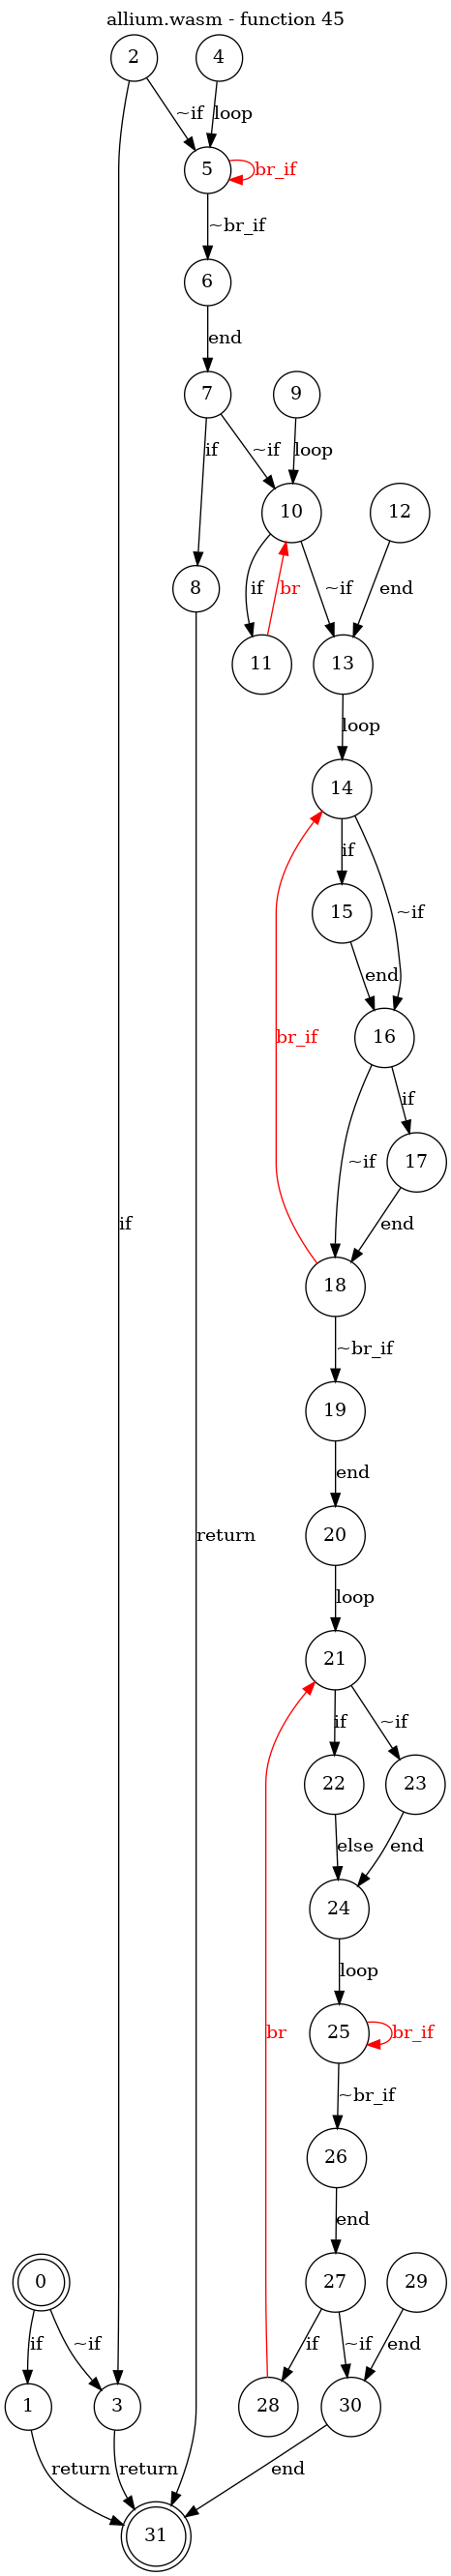 allium.wasm - function 45
2
4
~if
loop
5
br_if
~br_if
6
end
7
9
if
~if
loop
10
12
8
if
br
~if
end
11
13
loop
14
if
~if
15
end
16
br_if
~if
if
17
if
end
18
~br_if
19
end
20
return
loop
21
if
~if
22
23
else
end
24
loop
br
25
br_if
~br_if
26
end
0
27
29
if
~if
if
~if
end
1
3
28
30
return
return
end
31